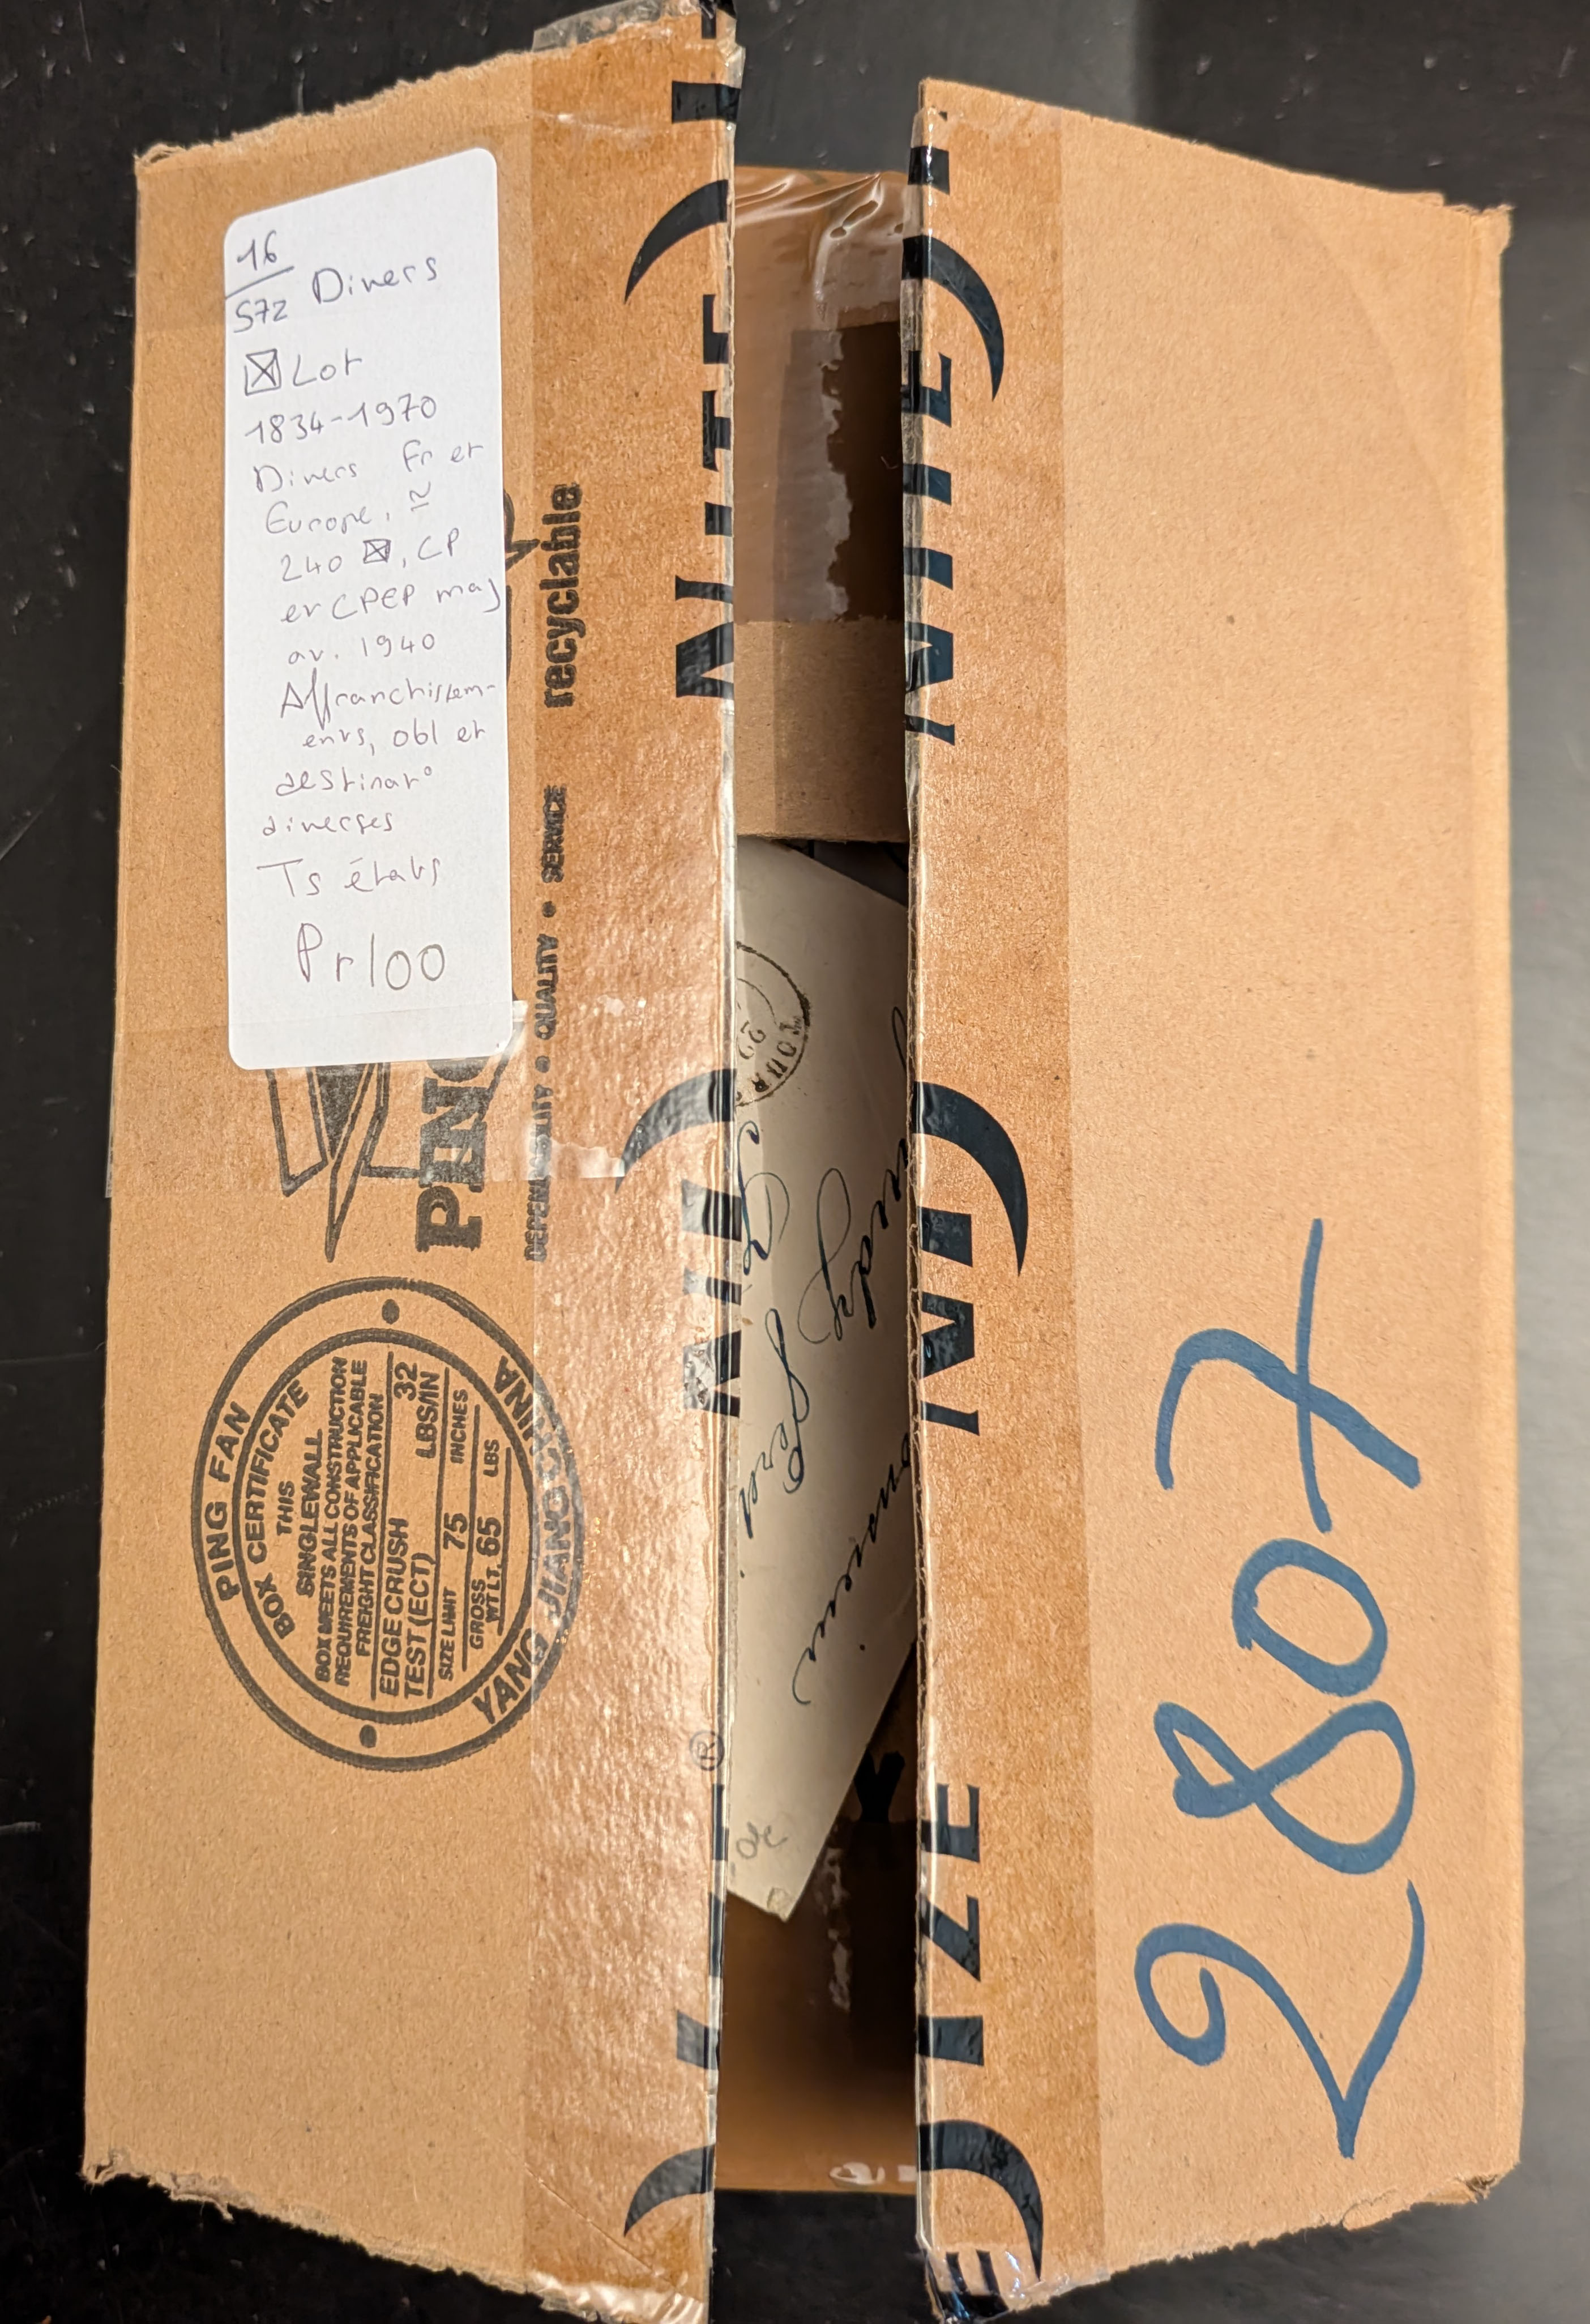 16
572 Divers
Lot
1834-1970
Divers Fr et
Europe, ≃
240 ☒, CP
et CPEP maj
av. 1940
Affranchissem-
ents, obl et
destinat°
diverses
Ts états
Pr100
recyclable
DEPENDABILITY • QUALITY • SERVICE
PING
PING FAN
BOX CERTIFICATE
THIS
SINGLEWALL
BOX MEETS ALL CONSTRUCTION
REQUIREMENTS OF APPLICABLE
FREIGHT CLASSIFICATION
EDGE CRUSH 32
TEST (ECT) LBS/IN
SIZE LIMIT 75 INCHES
GROSS
WT LT. 65 LBS
YANG JIANG CHINA
2807